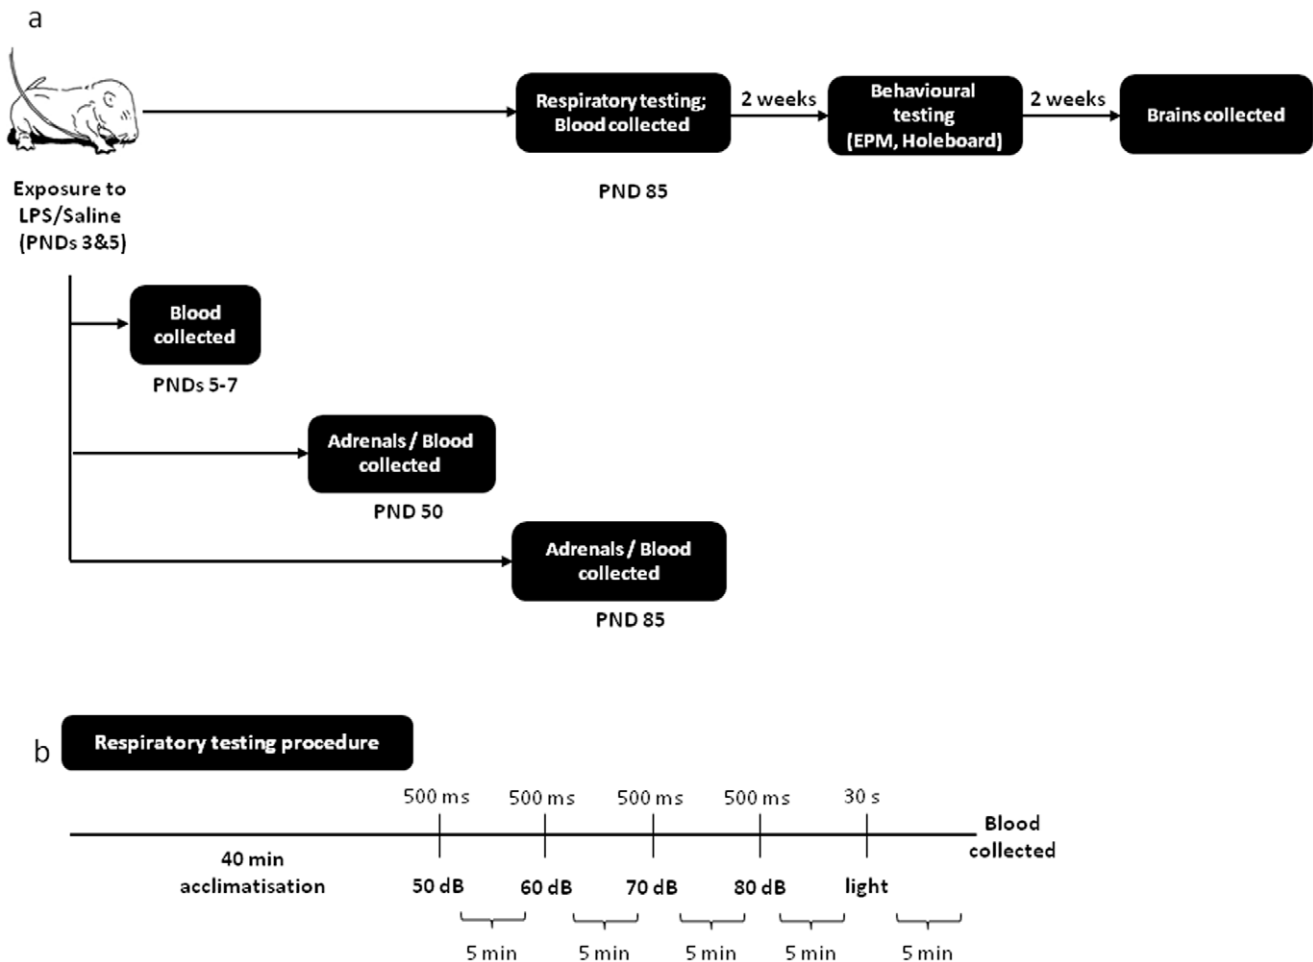 a
Respiratory testing;
Blood collected
2 weeks
Behavioural
testing
(EPM, Holeboard)
2 weeks
Brains collected
Exposure to
LPS/Saline
(PNDs 3&5)
PND 85
Blood
collected
PNDs 5-7
Adrenals / Blood
collected
PND 50
Adrenals / Blood
collected
PND 85
b
Respiratory testing procedure
500 ms 500 ms 500 ms 500 ms 30 s
Blood
collected
40 min
acclimatisation
50 dB 60 dB 70 dB 80 dB light
5 min 5 min 5 min 5 min 5 min